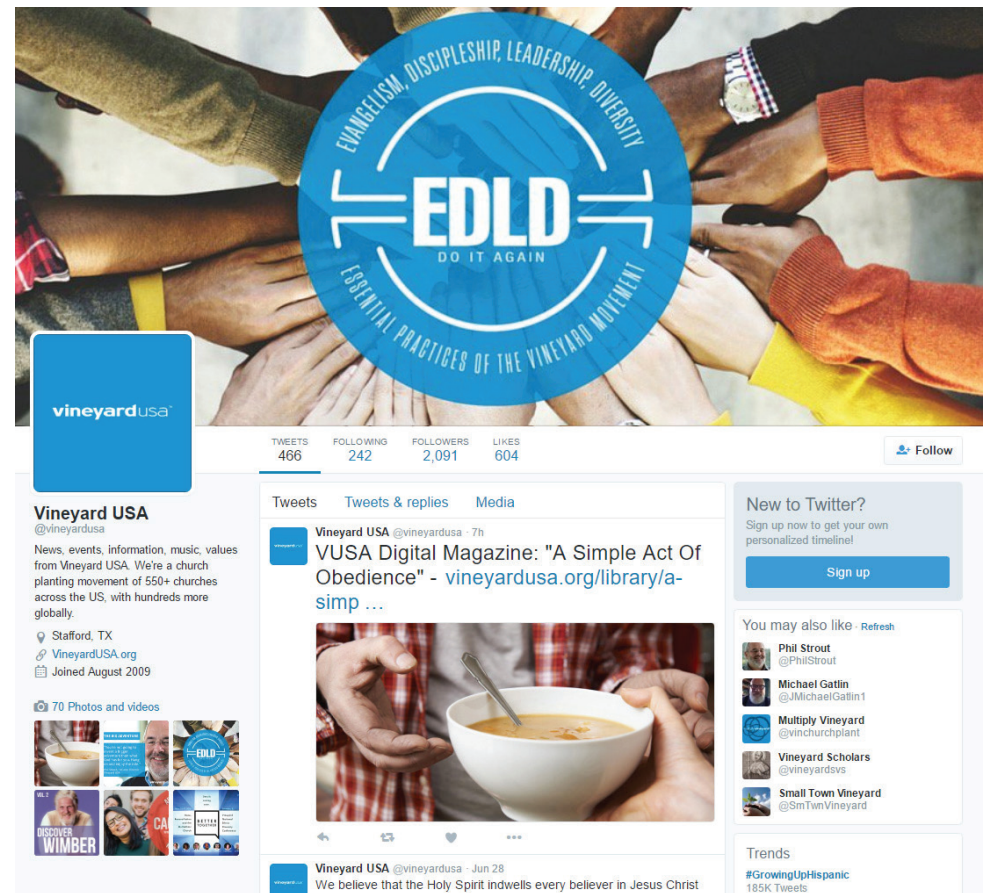 EVANGELISM, DISCIPLESHIP, LEADERSHIP, DIVERSITY
EDLD
DO IT AGAIN
ESSENTIAL PRACTICES OF THE VINEYARD MOVEMENT
vineyardusa
TWEETS
466
FOLLOWING
242
FOLLOWERS
2,091
LIKES
604
Follow
Vineyard USA
@vineyardusa
News, events, information, music, values
from Vineyard USA. We're a church
planting movement of 550+ churches
across the US, with hundreds more
globally.
Stafford, TX
VineyardUSA.org
Joined August 2009
70 Photos and videos
EDLD
VOL. 2
DISCOVER
WIMBER
CA
BETTER
TOGETHER
Tweets Tweets & replies Media
Vineyard USA @vineyardusa · 7h
VUSA Digital Magazine: "A Simple Act Of
Obedience" - vineyardusa.org/library/a-
simp …
Vineyard USA @vineyardusa · Jun 28
We believe that the Holy Spirit indwells every believer in Jesus Christ
New to Twitter?
Sign up now to get your own
personalized timeline!
Sign up
You may also like · Refresh
Phil Strout
@PhilStrout
Michael Gatlin
@JMichaelGatlin1
Multiply Vineyard
@vinchurchplant
Vineyard Scholars
@vineyardsvs
Small Town Vineyard
@SmTwnVineyard
Trends
#GrowingUpHispanic
185K Tweets